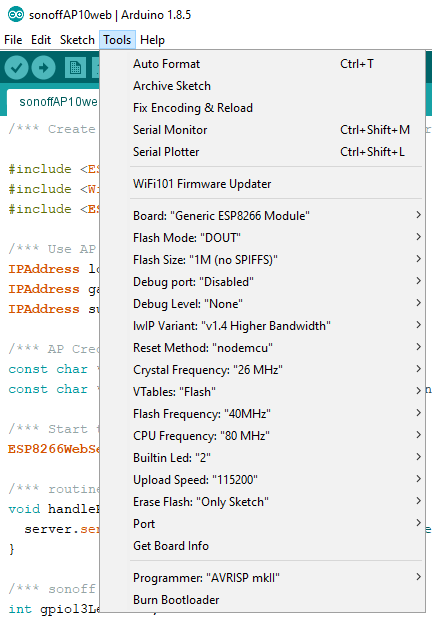 sonoffAP10web | Arduino 1.8.5
File Edit Sketch Tools Help
Auto Format Ctrl+T
Archive Sketch
Fix Encoding & Reload
Serial Monitor Ctrl+Shift+M
Serial Plotter Ctrl+Shift+L
WiFi101 Firmware Updater
Board: "Generic ESP8266 Module"
Flash Mode: "DOUT"
Flash Size: "1M (no SPIFFS)"
Debug port: "Disabled"
Debug Level: "None"
lwIP Variant: "v1.4 Higher Bandwidth"
Reset Method: "nodemcu"
Crystal Frequency: "26 MHz"
VTables: "Flash"
Flash Frequency: "40MHz"
CPU Frequency: "80 MHz"
Builtin Led: "2"
Upload Speed: "115200"
Erase Flash: "Only Sketch"
Port
Get Board Info
Programmer: "AVRISP mkII"
Burn Bootloader
sonoffAP10we
/*** Create
#include <ES
#include <Wi
#include <ES
/*** Use AP
IPAddress lo
IPAddress ga
IPAddress su
/*** AP Cred
const char
const char
/*** Start t
ESP8266WebSe
/*** routine
void handleR
server.sen
}
/*** sonoff
int gpio13Le